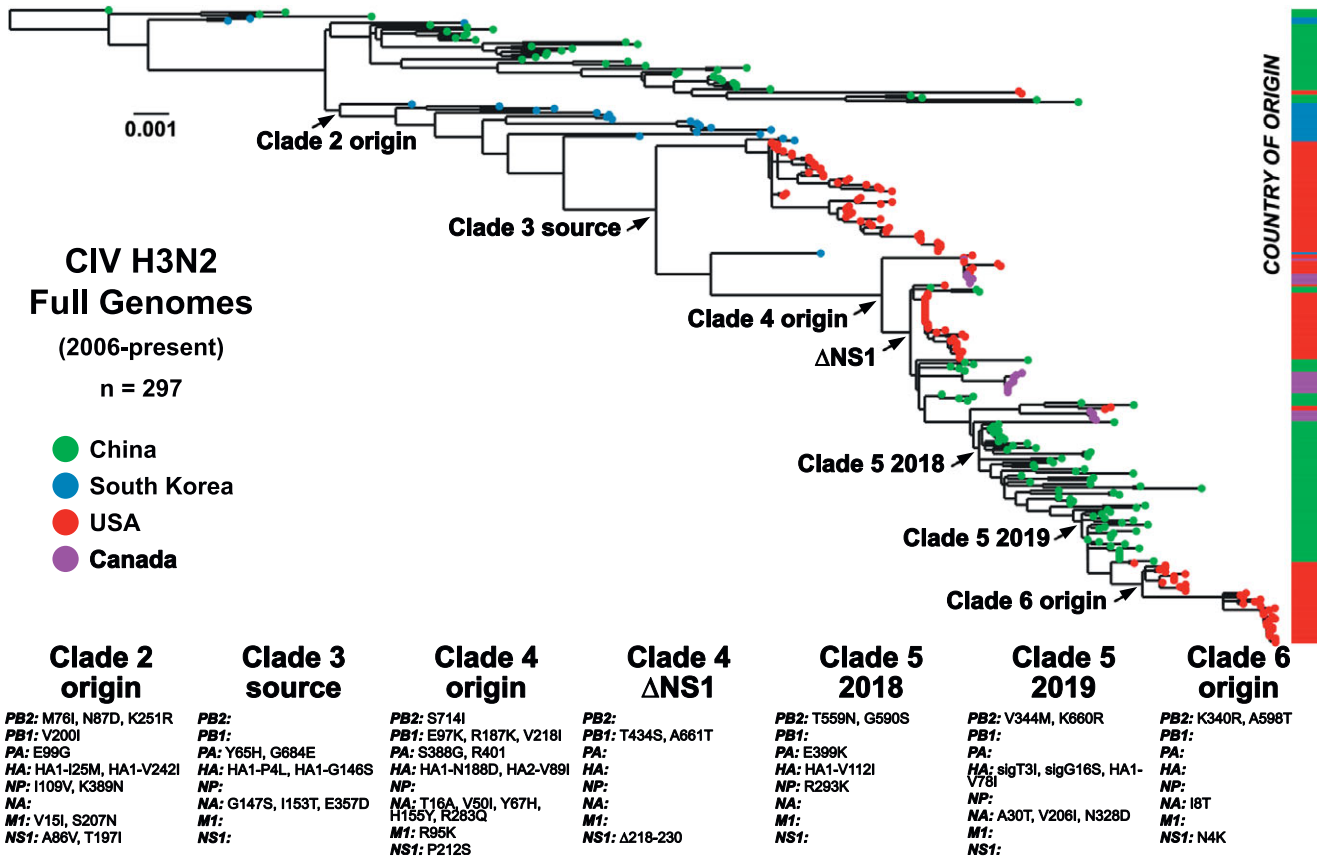 0.001
Clade 2 origin
Clade 3 source
Clade 4 origin
ΔNS1
Clade 5 2018
Clade 5 2019
Clade 6 origin
COUNTRY OF ORIGIN
CIV H3N2
Full Genomes
(2006-present)
n = 297
China
South Korea
USA
Canada
Clade 2
origin
PB2: M76I, N87D, K251R
PB1: V200I
PA: E99G
HA: HA1-I25M, HA1-V242I
NP: I109V, K389N
NA:
M1: V15I, S207N
NS1: A86V, T197I
Clade 3
source
PB2:
PB1:
PA: Y65H, G684E
HA: HA1-P4L, HA1-G146S
NP:
NA: G147S, I153T, E357D
M1:
NS1:
Clade 4
origin
PB2: S714I
PB1: E97K, R187K, V218I
PA: S388G, R401
HA: HA1-N188D, HA2-V89I
NP:
NA: T16A, V50I, Y67H,
H155Y, R283Q
M1: R95K
NS1: P212S
Clade 4
ΔNS1
PB2:
PB1: T434S, A661T
PA:
HA:
NP:
NA:
M1:
NS1: Δ218-230
Clade 5
2018
PB2: T559N, G590S
PB1:
PA: E399K
HA: HA1-V112I
NP: R293K
NA:
M1:
NS1:
Clade 5
2019
PB2: V344M, K660R
PB1:
PA:
HA: sigT3I, sigG16S, HA1-
V78I
NP:
NA: A30T, V206I, N328D
M1:
NS1:
Clade 6
origin
PB2: K340R, A598T
PB1:
PA:
HA:
NP:
NA: I8T
M1:
NS1: N4K